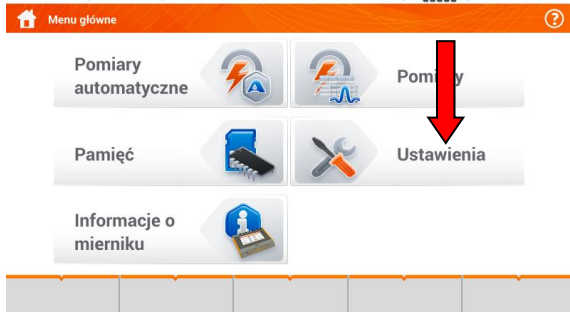 Menu główne
?
Pomiary
automatyczne
A
Pamięć
Ustawienia
Informacje o
mierniku